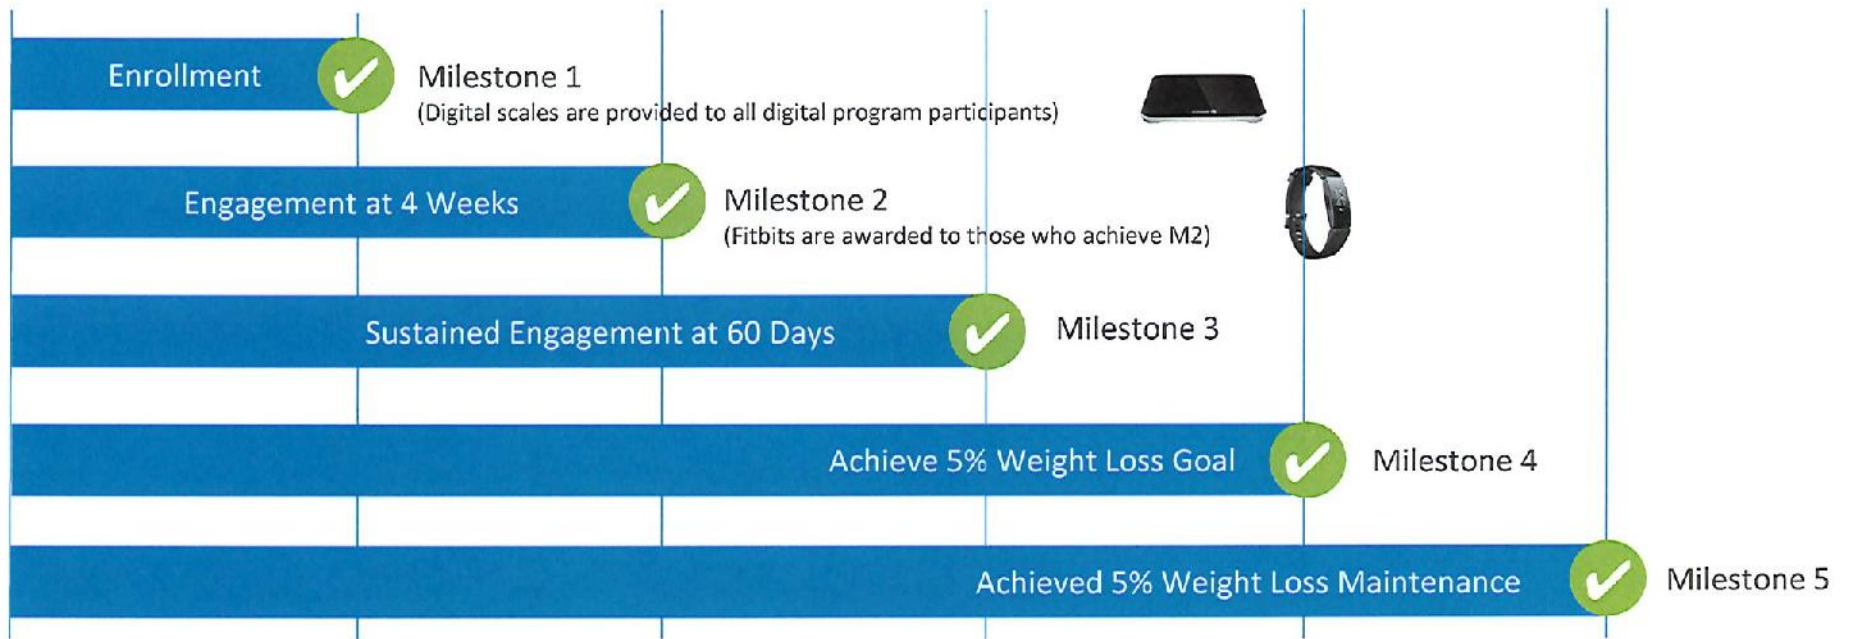 Enrollment
Milestone 1
(Digital scales are provided to all digital program participants)
Engagement at 4 Weeks
Milestone 2
(Fitbits are awarded to those who achieve M2)
Sustained Engagement at 60 Days
Milestone 3
Achieve 5% Weight Loss Goal
Milestone 4
Achieved 5% Weight Loss Maintenance
Milestone 5